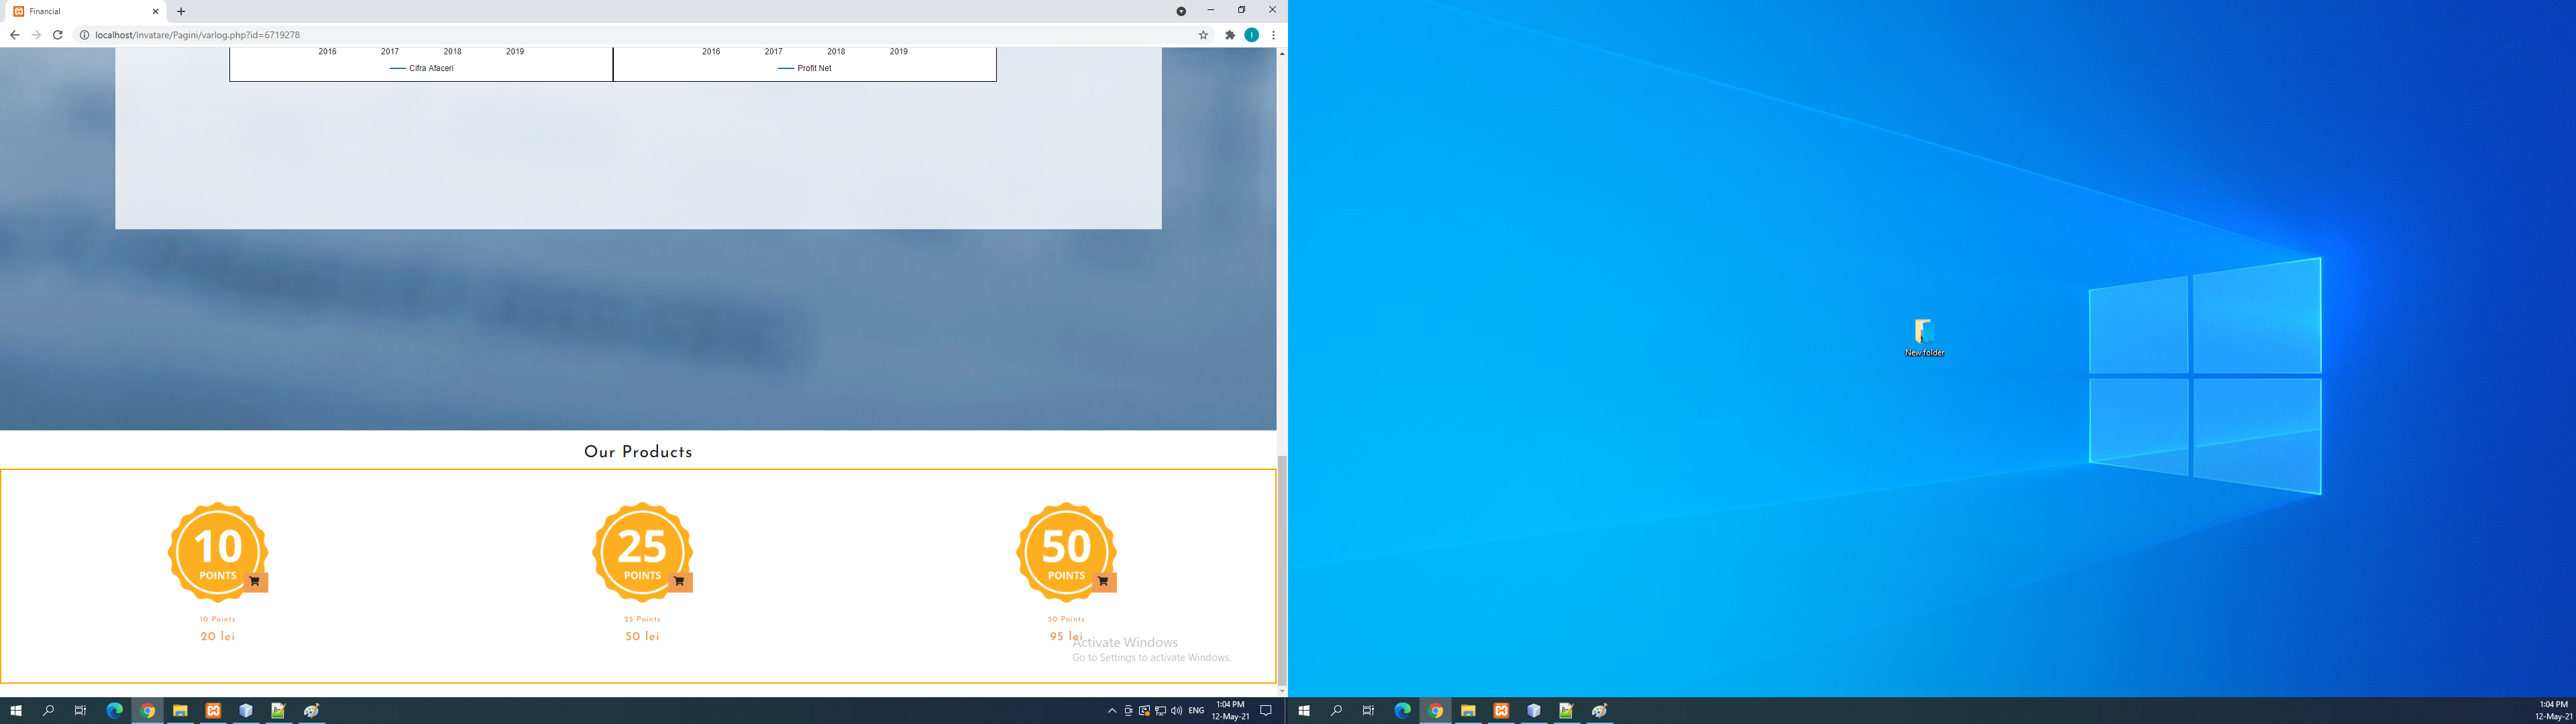 Financial
localhost/Invatare/Pagini/varlog.php?id=6719278
I
2016 2017 2018 2019
Cifra Afaceri
2016 2017 2018 2019
Profit Net
Our Products
10
POINTS
10 Points
20 lei
25
POINTS
25 Points
50 lei
50
POINTS
50 Points
95 lei
Activate Windows
Go to Settings to activate Windows.
New folder
ENG
1:04 PM
12-May-21
1:04 PM
12-May-21